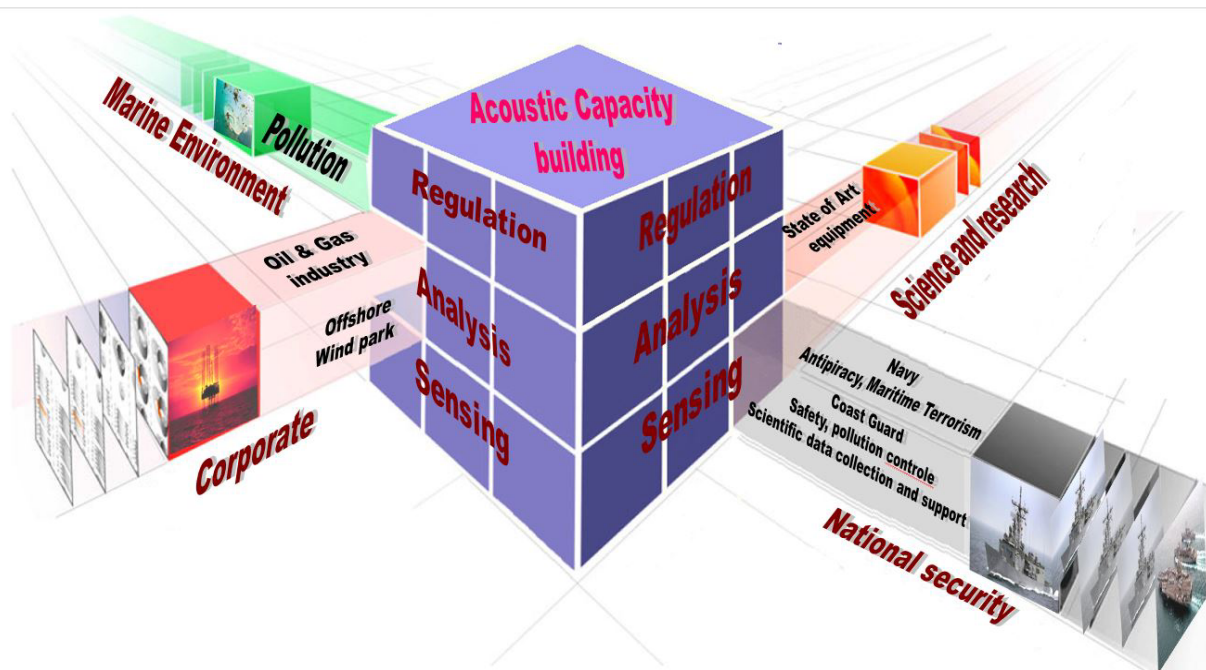 Acoustic Capacity
building
Regulation
Analysis
Sensing
Regulation
Analysis
Sensing
Marine Environment
Pollution
Oil & Gas
industry
Offshore
Wind park
Corporate
State of Art
equipment
Science and research
Navy
Antipiracy, Maritime Terrorism
Coast Guard
Safety, pollution controle
Scientific data collection and support
National security